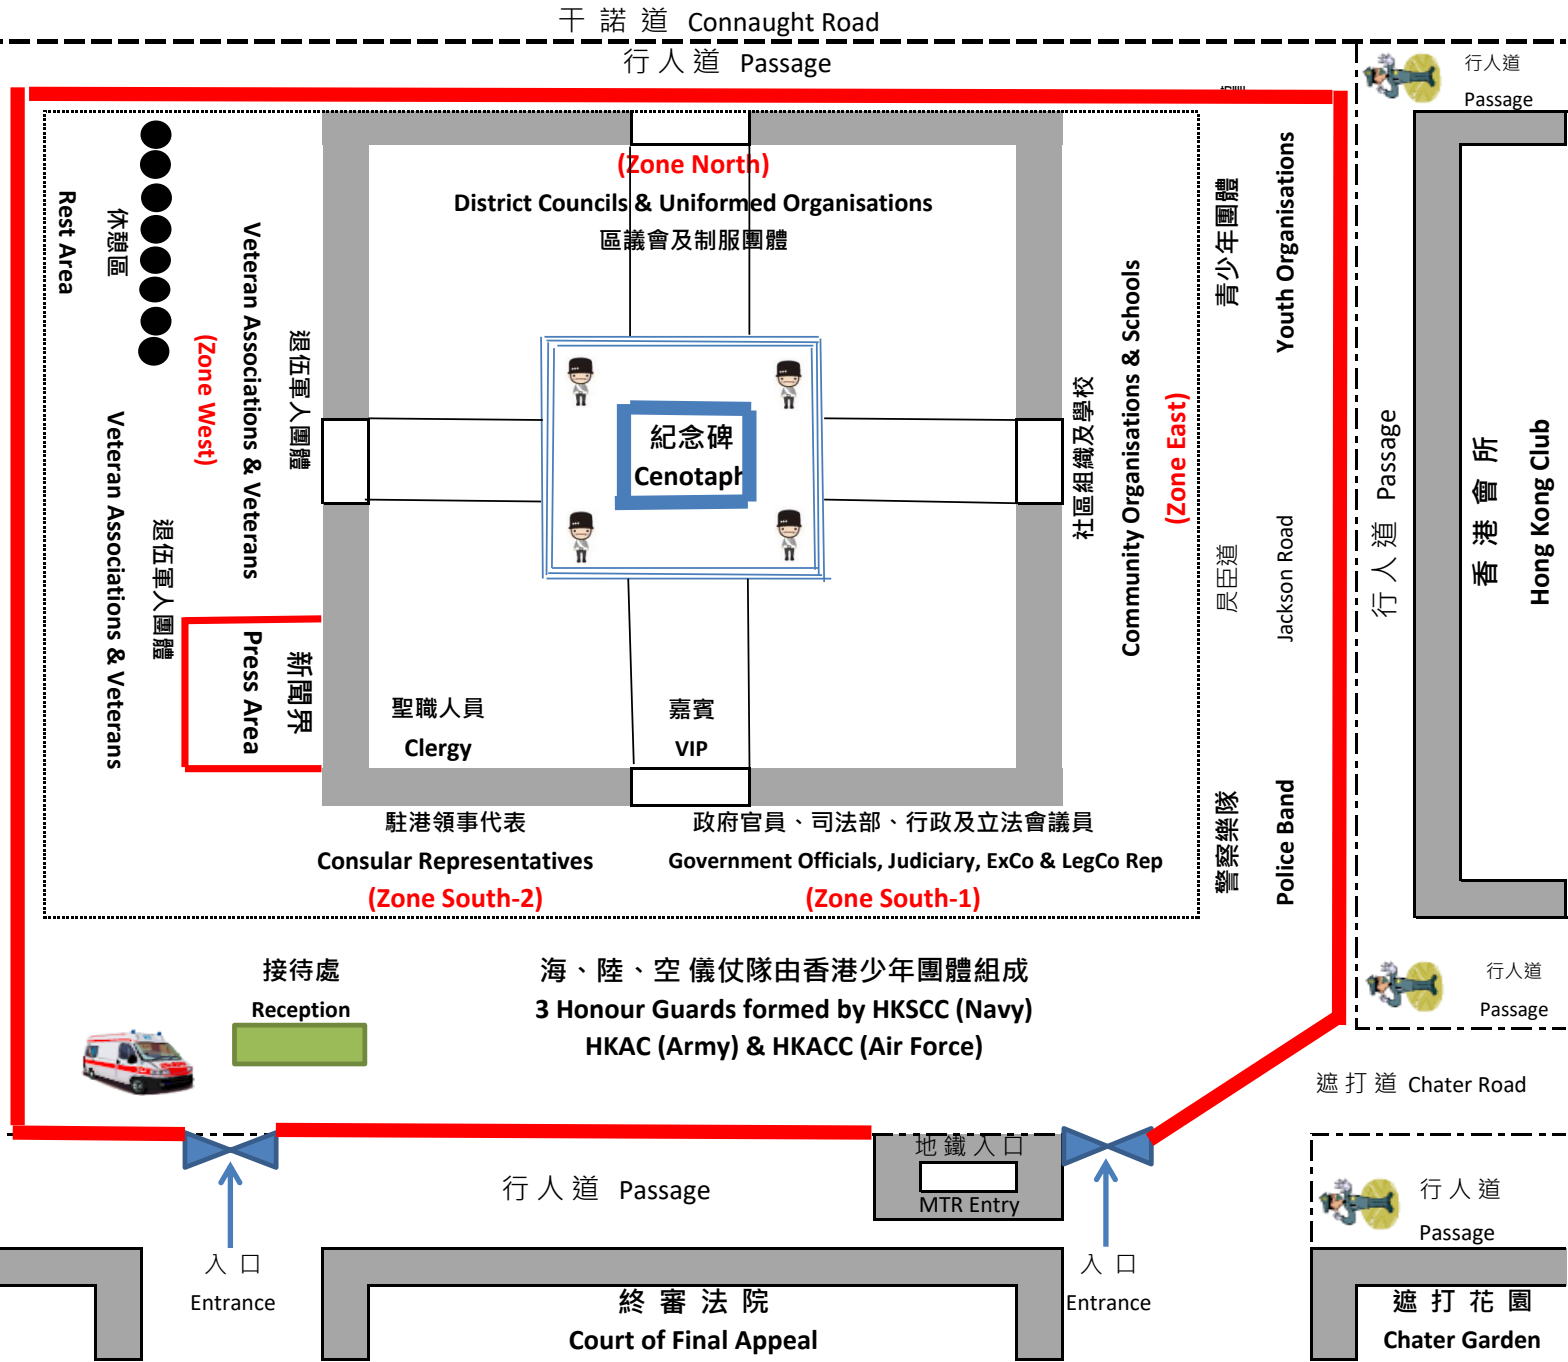 干諾道 Connaught Road
行人道 Passage
行人道
Passage
(Zone North)
District Councils & Uniformed Organisations
區議會及制服團體
Rest Area
休憩區
Veteran Associations & Veterans
退伍軍人團體
(Zone West)
Veteran Associations & Veterans
退伍軍人團體
新聞界
Press Area
紀念碑
Cenotaph
社區組織及學校
Community Organisations & Schools
(Zone East)
青少年團體
Youth Organisations
昃臣道
Jackson Road
警察樂隊
Police Band
行人道 Passage
香港會所
Hong Kong Club
聖職人員
Clergy
嘉賓
VIP
駐港領事代表
Consular Representatives
(Zone South-2)
政府官員、司法部、行政及立法會議員
Government Officials, Judiciary, ExCo & LegCo Rep
(Zone South-1)
接待處
Reception
海、陸、空 儀仗隊由香港少年團體組成
3 Honour Guards formed by HKSCC (Navy)
HKAC (Army) & HKACC (Air Force)
行人道
Passage
遮打道 Chater Road
地鐵入口
MTR Entry
行人道 Passage
行人道
Passage
入口
Entrance
入口
Entrance
終審法院
Court of Final Appeal
遮打花園
Chater Garden